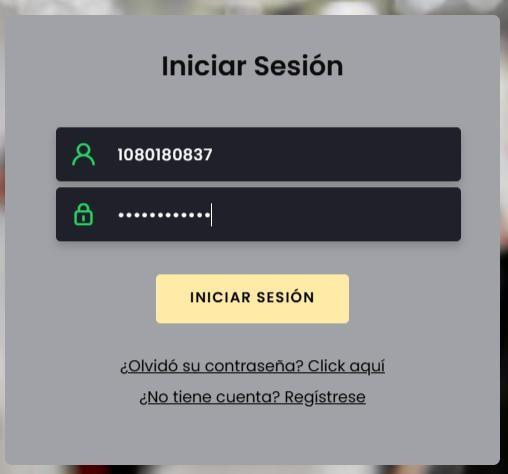 Iniciar Sesión
1080180837
••••••••••••
INICIAR SESIÓN
¿Olvidó su contraseña? Click aquí
¿No tiene cuenta? Regístrese